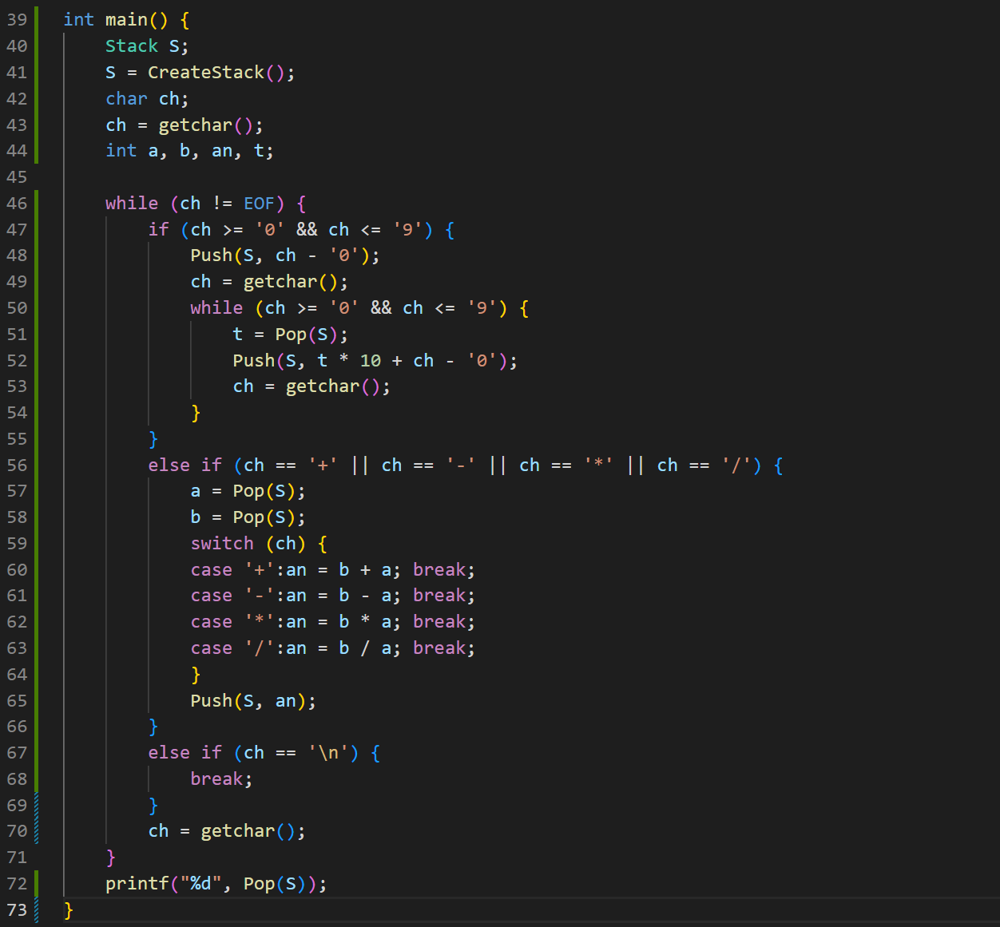 39 int main() {
40     Stack S;
41     S = CreateStack();
42     char ch;
43     ch = getchar();
44     int a, b, an, t;
45
46     while (ch != EOF) {
47         if (ch >= '0' && ch <= '9') {
48             Push(S, ch - '0');
49             ch = getchar();
50             while (ch >= '0' && ch <= '9') {
51                 t = Pop(S);
52                 Push(S, t * 10 + ch - '0');
53                 ch = getchar();
54             }
55         }
56         else if (ch == '+' || ch == '-' || ch == '*' || ch == '/') {
57             a = Pop(S);
58             b = Pop(S);
59             switch (ch) {
60             case '+':an = b + a; break;
61             case '-':an = b - a; break;
62             case '*':an = b * a; break;
63             case '/':an = b / a; break;
64             }
65             Push(S, an);
66         }
67         else if (ch == '\n') {
68             break;
69         }
70         ch = getchar();
71     }
72     printf("%d", Pop(S));
73 }